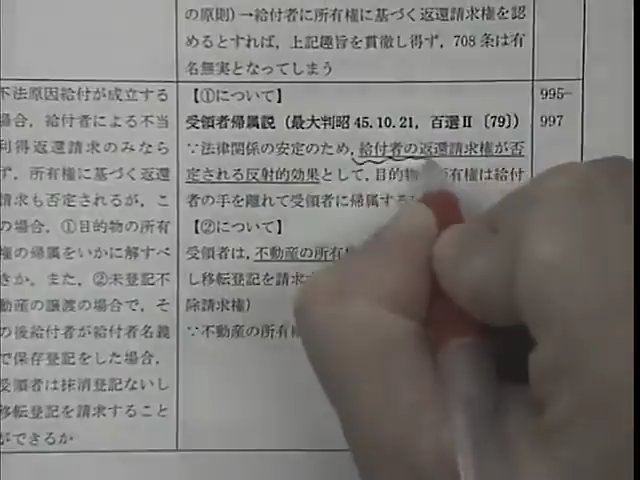 の原則）→給付者に所有権に基づく返還請求権を認
めるとすれば，上記趣旨を貫徹し得ず，708 条は有
名無実となってしまう
不法原因給付が成立する
場合，給付者による不当
利得返還請求のみなら
ず，所有権に基づく返還
請求も否定されるが，こ
の場合，①目的物の所有
権の帰属をいかに解すべ
きか。また，②未登記不
動産の譲渡の場合で，そ
の後給付者が給付者名義
で保存登記をした場合，
受領者は抹消登記ないし
移転登記を請求すること
ができるか
【①について】
受領者帰属説（最大判昭 45.10.21，百選Ⅱ〔79〕）
∵法律関係の安定のため，給付者の返還請求権が否
定される反射的効果として，目的物 所有権は給付
者の手を離れて受領者に帰属する
【②について】
受領者は，不動産の所有
し移転登記を請求
除請求権）
∵不動産の所有
995-
997